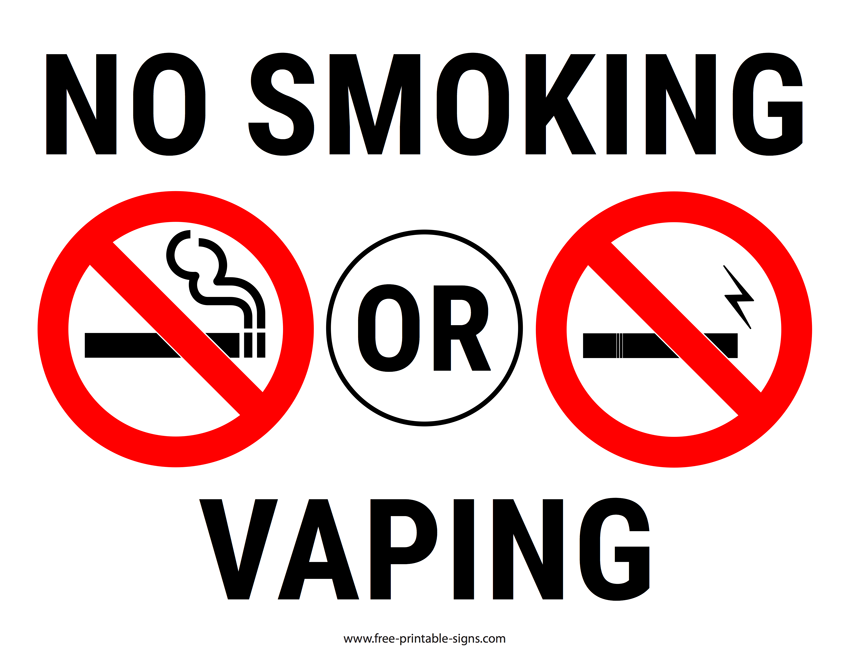 NO SMOKING
OR
VAPING
www.free-printable-signs.com